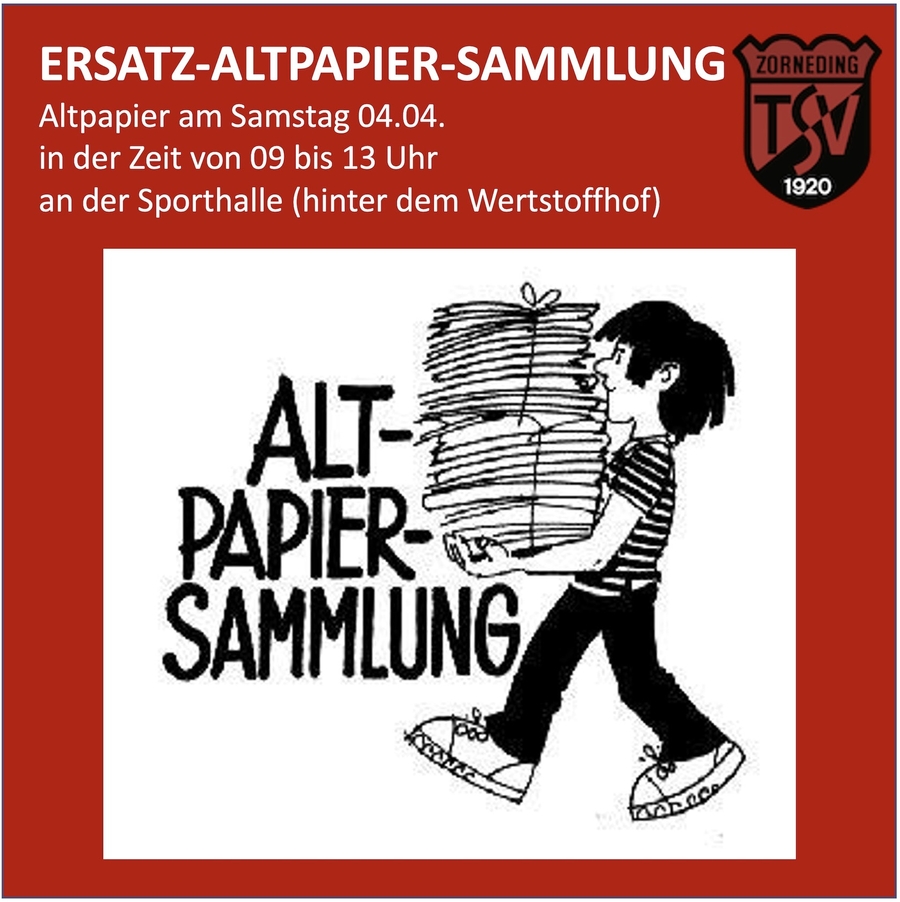 ERSATZ-ALTPAPIER-SAMMLUNG
Altpapier am Samstag 04.04.
in der Zeit von 09 bis 13 Uhr
an der Sporthalle (hinter dem Wertstoffhof)
ZORNEDING
TSV
1920
ALT-
PAPIER-
SAMMLUNG